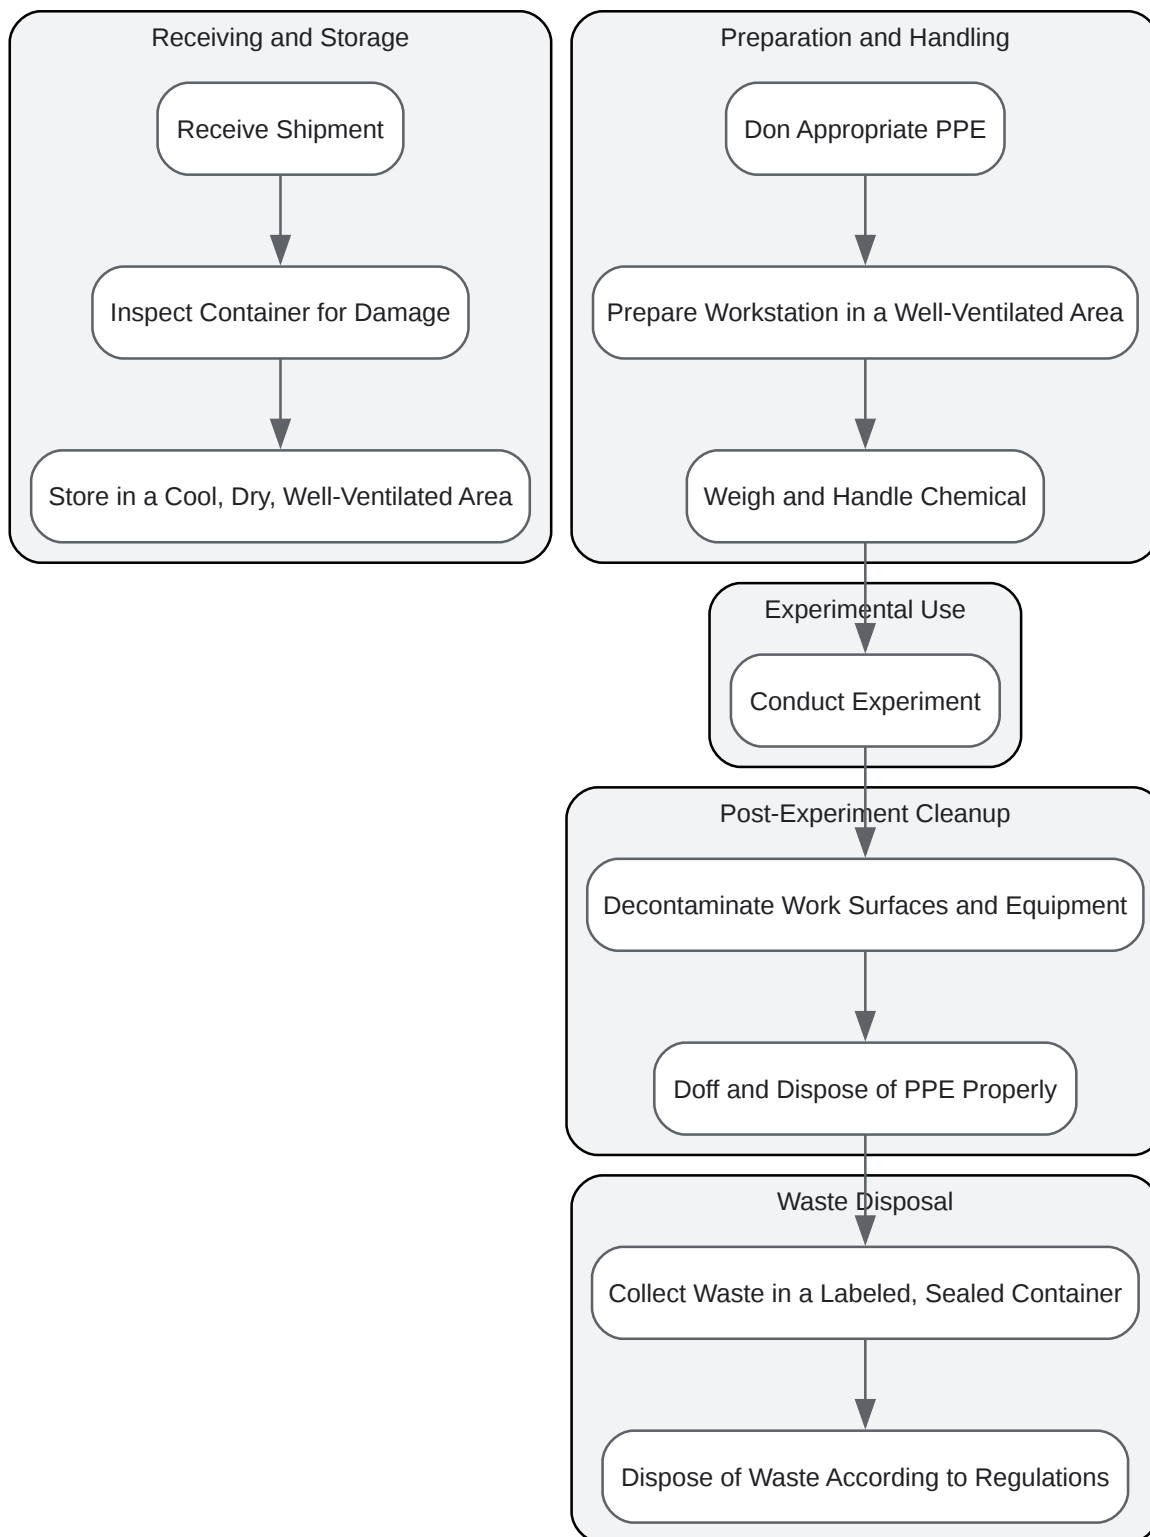 Receiving and Storage
Receive Shipment
Inspect Container for Damage
Store in a Cool, Dry, Well-Ventilated Area
Preparation and Handling
Don Appropriate PPE
Prepare Workstation in a Well-Ventilated Area
Weigh and Handle Chemical
Experimental Use
Conduct Experiment
Post-Experiment Cleanup
Decontaminate Work Surfaces and Equipment
Doff and Dispose of PPE Properly
Waste Disposal
Collect Waste in a Labeled, Sealed Container
Dispose of Waste According to Regulations